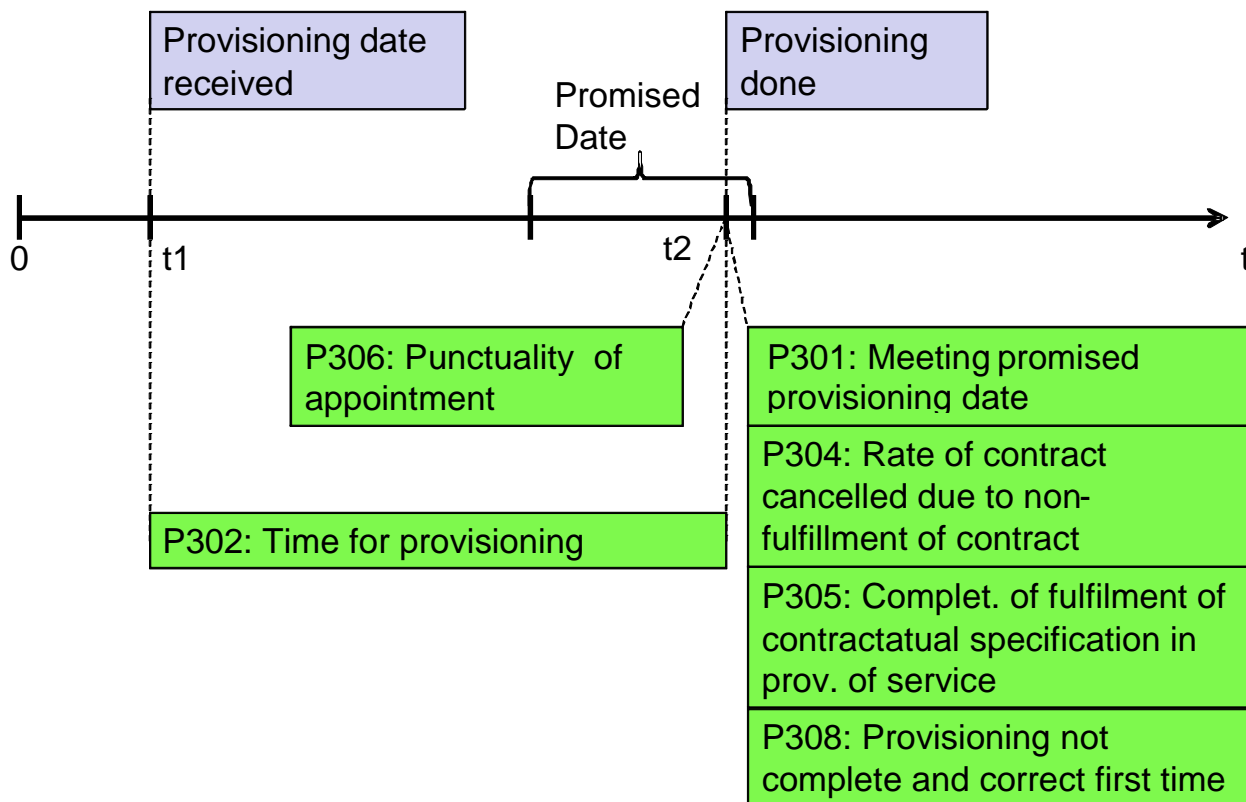 Provisioning date
received
Provisioning
done
Promised
Date
0
t1
t2
t
P306: Punctuality of
appointment
P301: Meeting promised
provisioning date
P304: Rate of contract
cancelled due to non-
fulfillment of contract
P302: Time for provisioning
P305: Complet. of fulfilment of
contractatual specification in
prov. of service
P308: Provisioning not
complete and correct first time